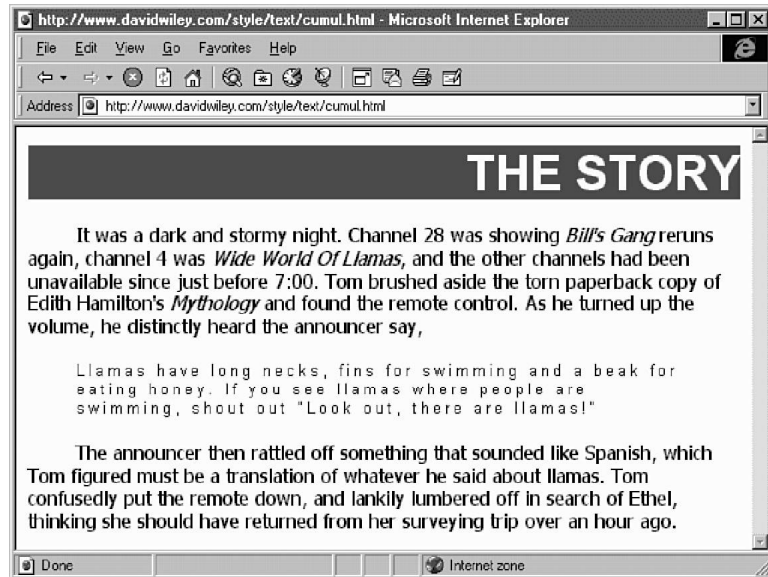 http://www.davidwiley.com/style/text/cumul.html - Microsoft Internet Explorer
File Edit View Go Favorites Help
Address http://www.davidwiley.com/style/text/cumul.html
THE STORY
It was a dark and stormy night. Channel 28 was showing Bill's Gang reruns
again, channel 4 was Wide World Of Llamas, and the other channels had been
unavailable since just before 7:00. Tom brushed aside the torn paperback copy of
Edith Hamilton's Mythology and found the remote control. As he turned up the
volume, he distinctly heard the announcer say,
Llamas have long necks, fins for swimming and a beak for
eating honey. If you see llamas where people are
swimming, shout out "Look out, there are llamas!"
The announcer then rattled off something that sounded like Spanish, which
Tom figured must be a translation of whatever he said about llamas. Tom
confusedly put the remote down, and lankily lumbered off in search of Ethel,
thinking she should have returned from her surveying trip over an hour ago.
Done Internet zone